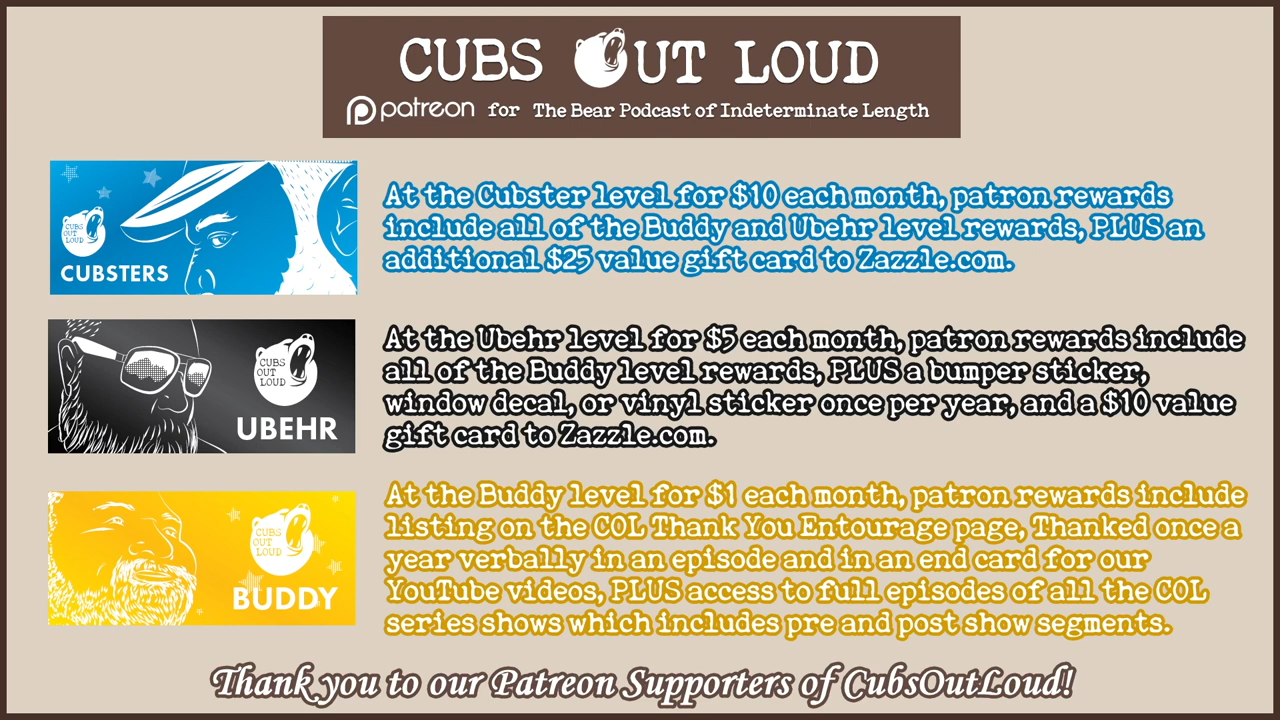 CUBS OUT LOUD
patreon for The Bear Podcast of Indeterminate Length
CUBS
OUT
LOUD
CUBSTERS
At the Cubster level for $10 each month, patron rewards
include all of the Buddy and Ubehr level rewards, PLUS an
additional $25 value gift card to Zazzle.com.
CUBS
OUT
LOUD
UBEHR
At the Ubehr level for $5 each month, patron rewards include
all of the Buddy level rewards, PLUS a bumper sticker,
window decal, or vinyl sticker once per year, and a $10 value
gift card to Zazzle.com.
CUBS
OUT
LOUD
BUDDY
At the Buddy level for $1 each month, patron rewards include
listing on the COL Thank You Entourage page, Thanked once a
year verbally in an episode and in an end card for our
YouTube videos, PLUS access to full episodes of all the COL
series shows which includes pre and post show segments.
Thank you to our Patreon Supporters of CubsOutLoud!